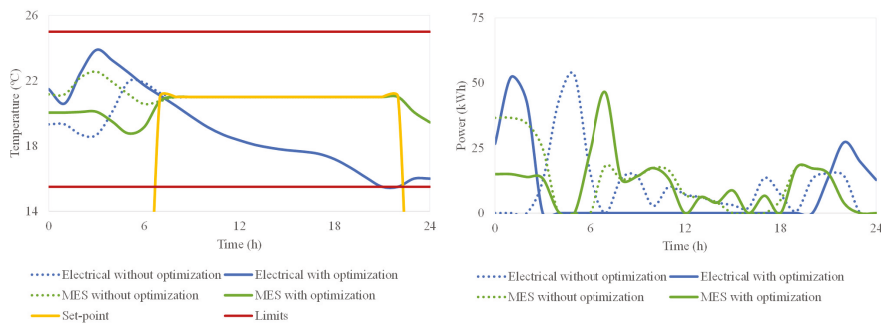 26
22
18
14
Temperature (ºC)
0
6
12
18
24
Time (h)
Electrical without optimization
Electrical with optimization
MES without optimization
MES with optimization
Set-point
Limits
75
50
25
0
Power (kWh)
0
6
12
18
24
Time (h)
Electrical without opimization
Electrical with optimization
MES without opimization
MES with optimization